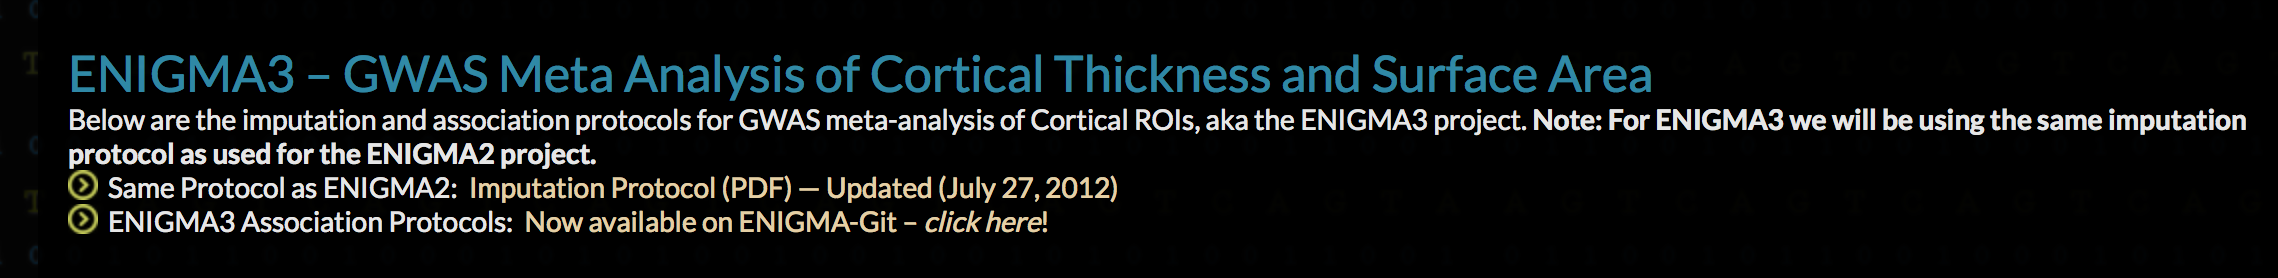 ENIGMA3 – GWAS Meta Analysis of Cortical Thickness and Surface Area
Below are the imputation and association protocols for GWAS meta-analysis of Cortical ROIs, aka the ENIGMA3 project. Note: For ENIGMA3 we will be using the same imputation
protocol as used for the ENIGMA2 project.
Same Protocol as ENIGMA2: Imputation Protocol (PDF) — Updated (July 27, 2012)
ENIGMA3 Association Protocols: Now available on ENIGMA-Git – click here!